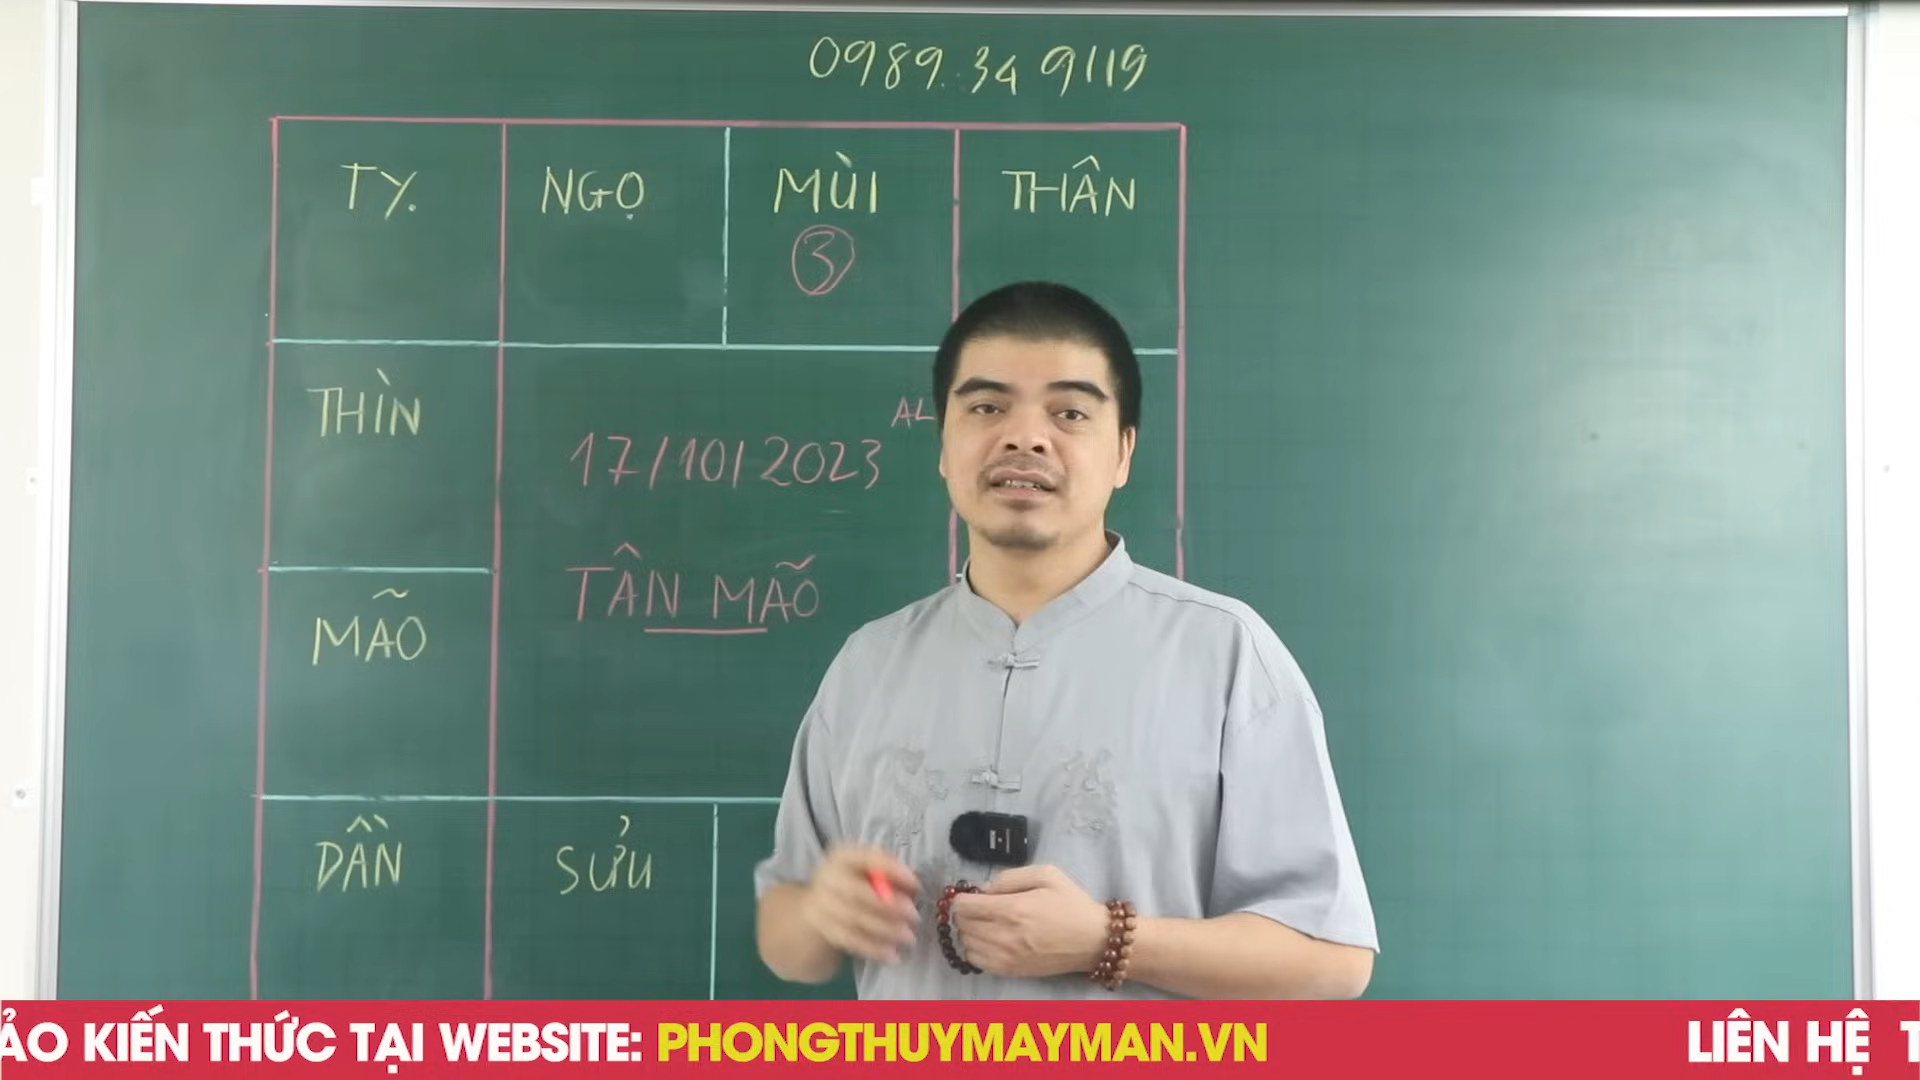 0989.34 9119
TỴ NGỌ MÙI THÂN
3
THÌN
17/10/2023 AL
TÂN MÃO
MÃO
DẦN SỬU
ẢO KIẾN THỨC TẠI WEBSITE: PHONGTHUYMAYMAN.VN LIÊN HỆ T